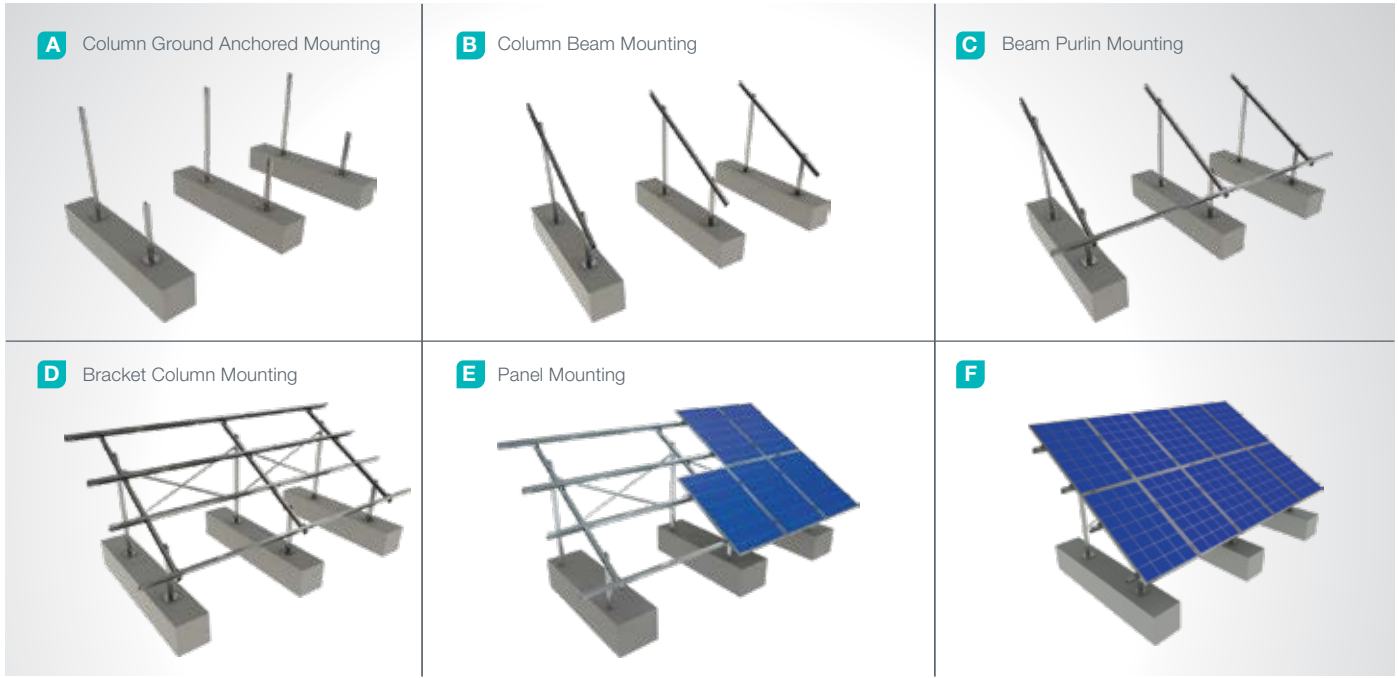 A Column Ground Anchored Mounting
B Column Beam Mounting
C Beam Purlin Mounting
D Bracket Column Mounting
E Panel Mounting
F